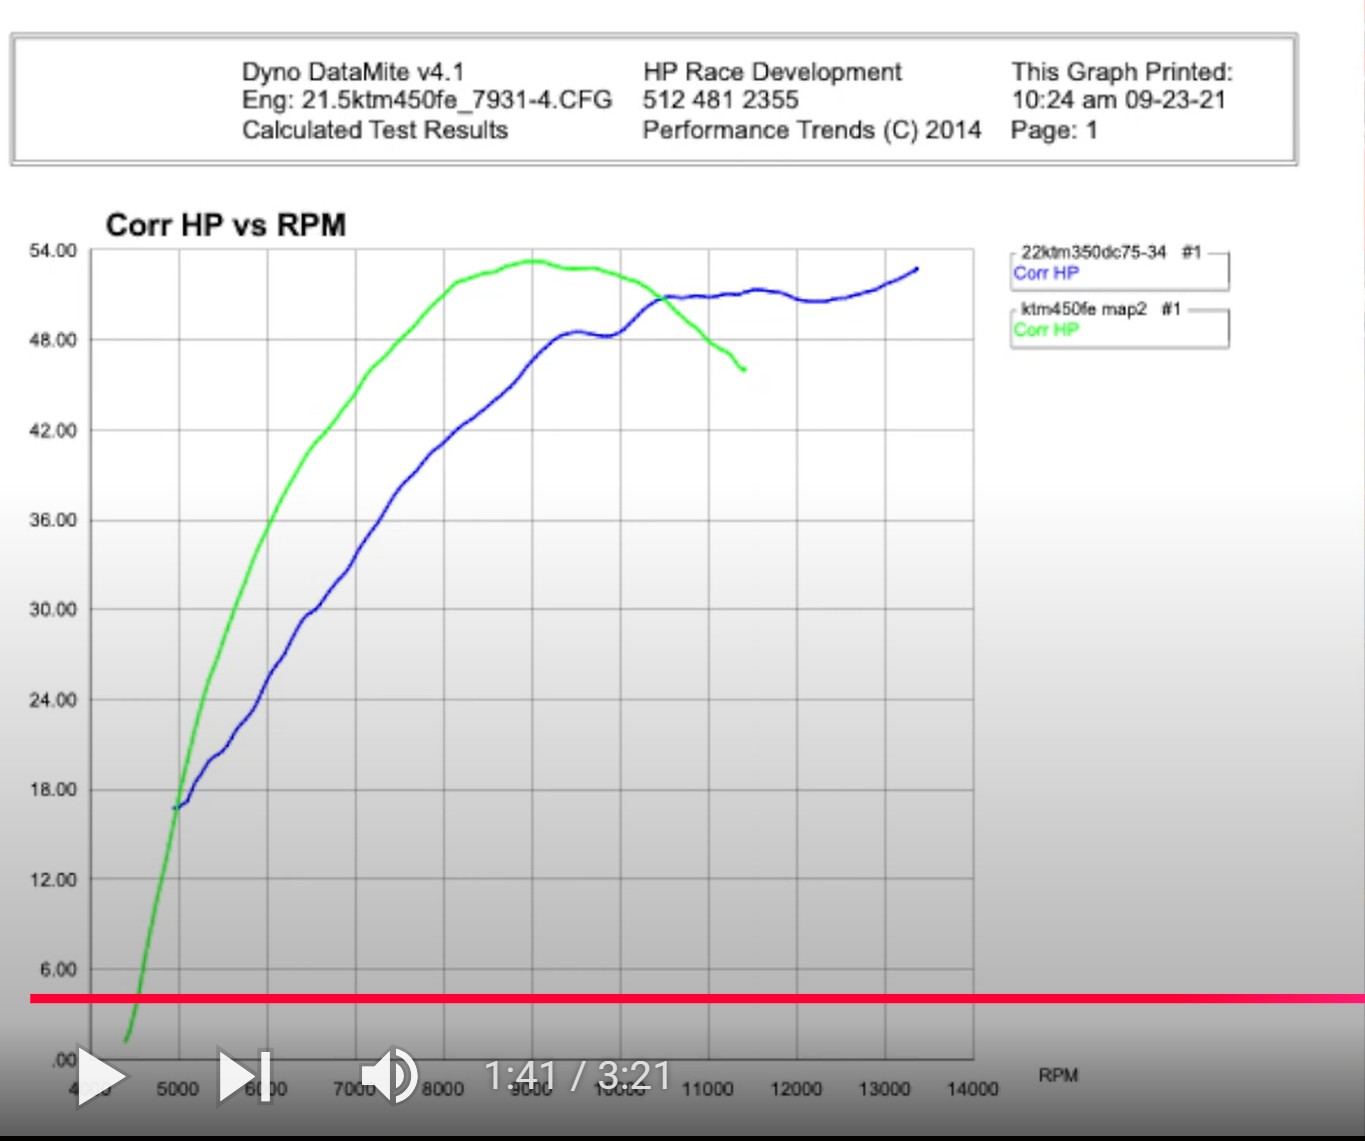 Dyno DataMite v4.1
Eng: 21.5ktm450fe_7931-4.CFG
Calculated Test Results
HP Race Development
512 481 2355
Performance Trends (C) 2014
This Graph Printed:
10:24 am 09-23-21
Page: 1
Corr HP vs RPM
54.00
48.00
42.00
36.00
30.00
24.00
18.00
12.00
6.00
.00
22ktm350dc75-34 #1
Corr HP
ktm450fe map2 #1
Corr HP
1:41 / 3:21
4000 5000 6000 7000 8000 9000 10000 11000 12000 13000 14000 RPM